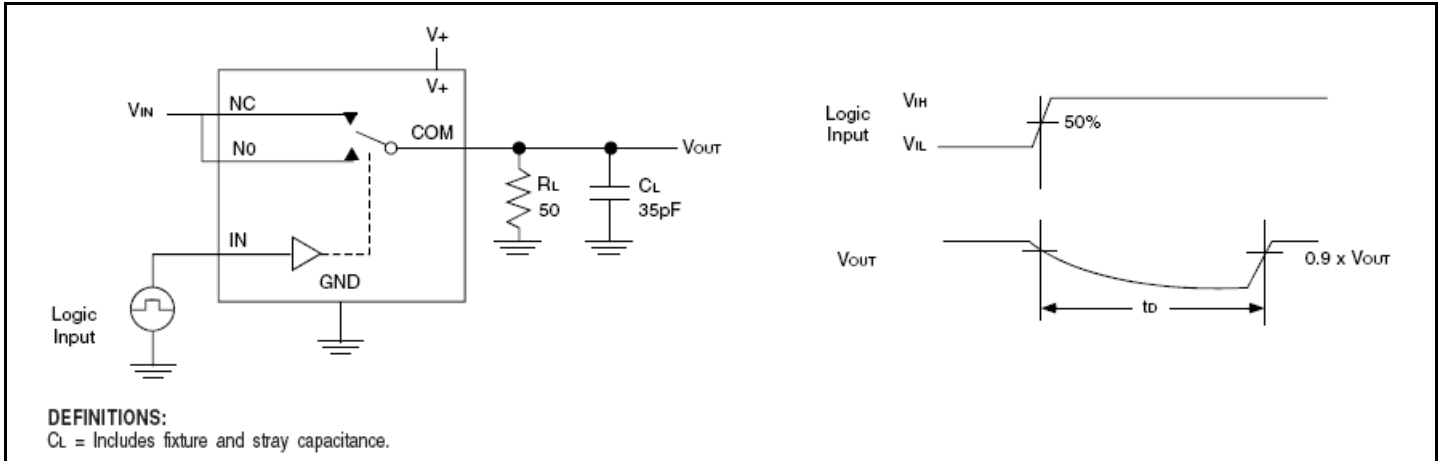 V+
V+
VIN
NC
COM
N0
VOUT
RL
50
CL
35pF
IN
GND
Logic
Input
Logic
Input
VIH
VIL
50%
VOUT
0.9 x VOUT
tD
DEFINITIONS:
CL = Includes fixture and stray capacitance.